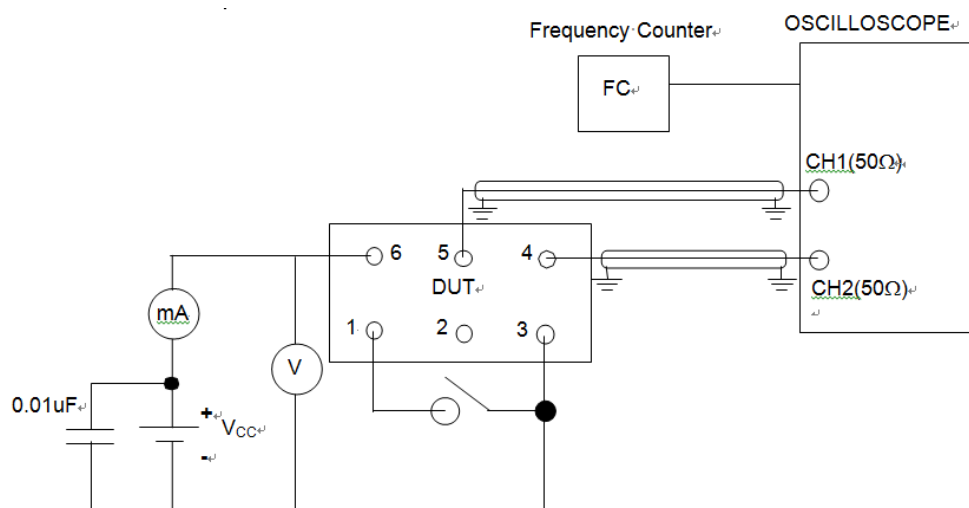 OSCILLOSCOPE
Frequency Counter
FC
CH1(50Ω)
6
5
4
DUT
CH2(50Ω)
mA
1
2
3
V
0.01uF
+
VCC
-